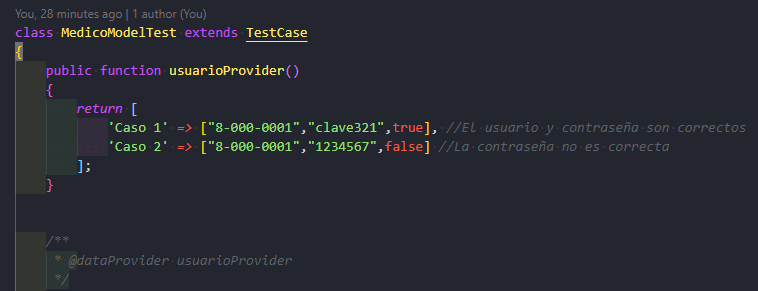 You, 28 minutes ago | 1 author (You)
class MedicoModelTest extends TestCase
{
    public function usuarioProvider()
    {
        return [
            'Caso 1' => ["8-000-0001","clave321",true], //El usuario y contraseña son correctos
            'Caso 2' => ["8-000-0001","1234567",false] //La contraseña no es correcta
        ];
    }
    /**
     * @dataProvider usuarioProvider
     */